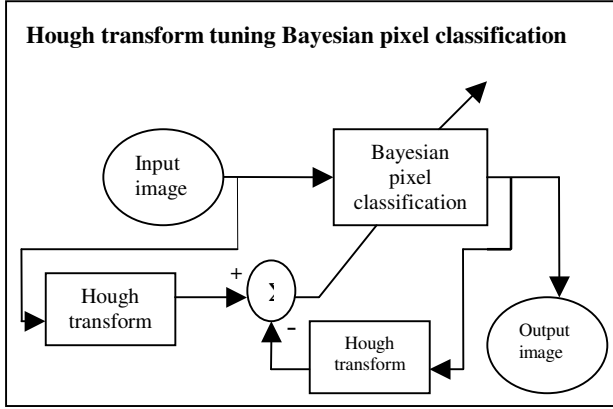 Hough transform tuning Bayesian pixel classification
Input
image
Bayesian
pixel
classification
+
Σ
Hough
transform
-
Hough
transform
Output
image